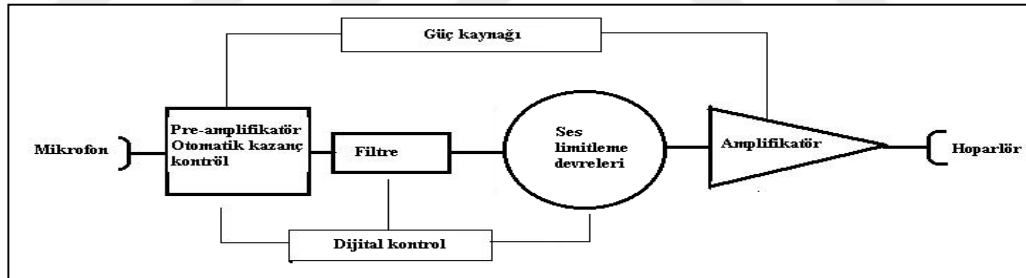 Güç kaynağı
Mikrofon
Pre-amplifikatör
Otomatik kazanç
kontröl
Filtre
Ses
limitleme
devreleri
Amplifikatör
Hoparlör
Dijital kontrol